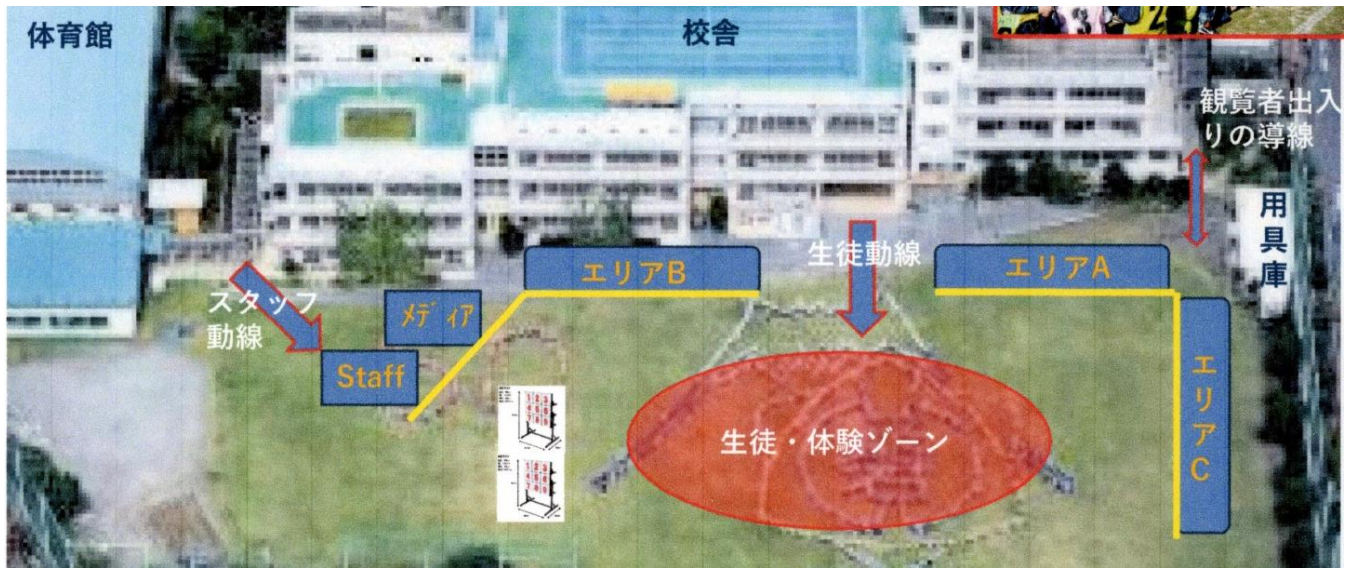 体育館
校舎
観覧者出入
りの導線
用
具
庫
生徒動線
エリアB
エリアA
スタッフ
動線
メディア
Staff
エ
リ
ア
C
生徒・体験ゾーン